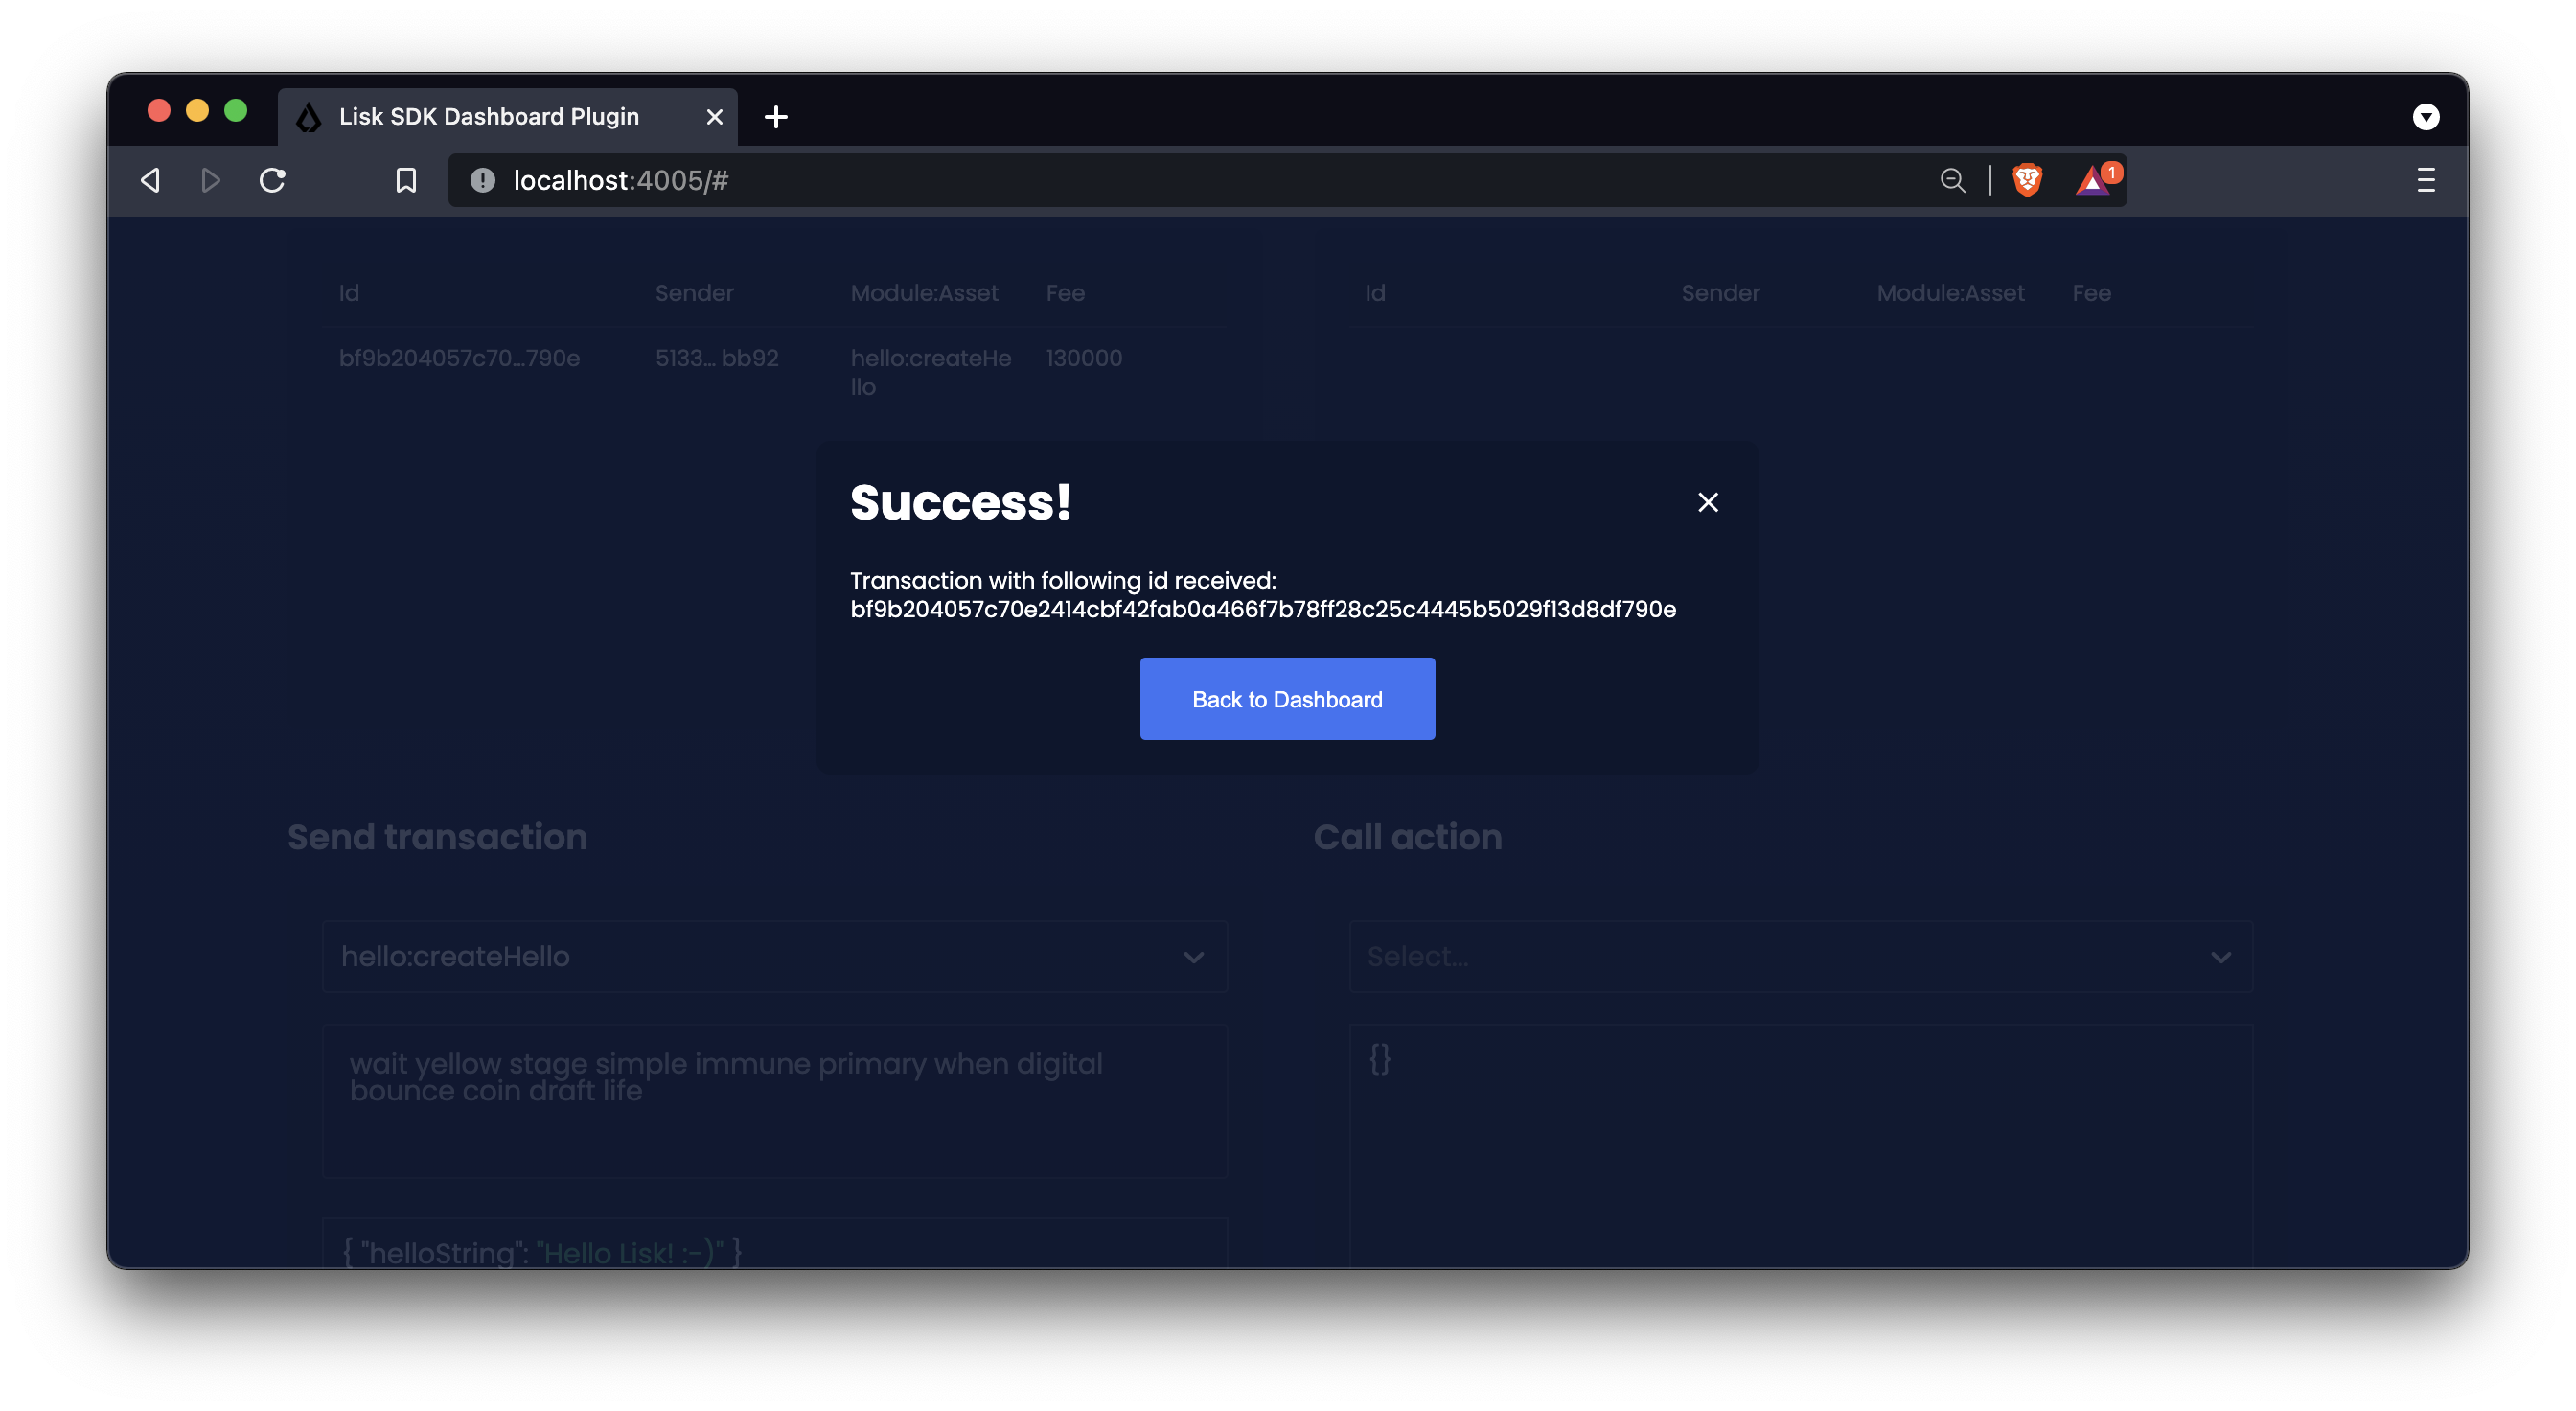 Lisk SDK Dashboard Plugin
localhost:4005/#
1
Id Sender Module:Asset Fee
bf9b204057c70...790e 5133... bb92 hello:createHe 130000
llo
Id Sender Module:Asset Fee
Success!
Transaction with following id received:
bf9b204057c70e2414cbf42fab0a466f7b78ff28c25c4445b5029f13d8df790e
Back to Dashboard
Send transaction
hello:createHello
wait yellow stage simple immune primary when digital
bounce coin draft life
{ "helloString": "Hello Lisk! :-)" }
Call action
Select...
{}